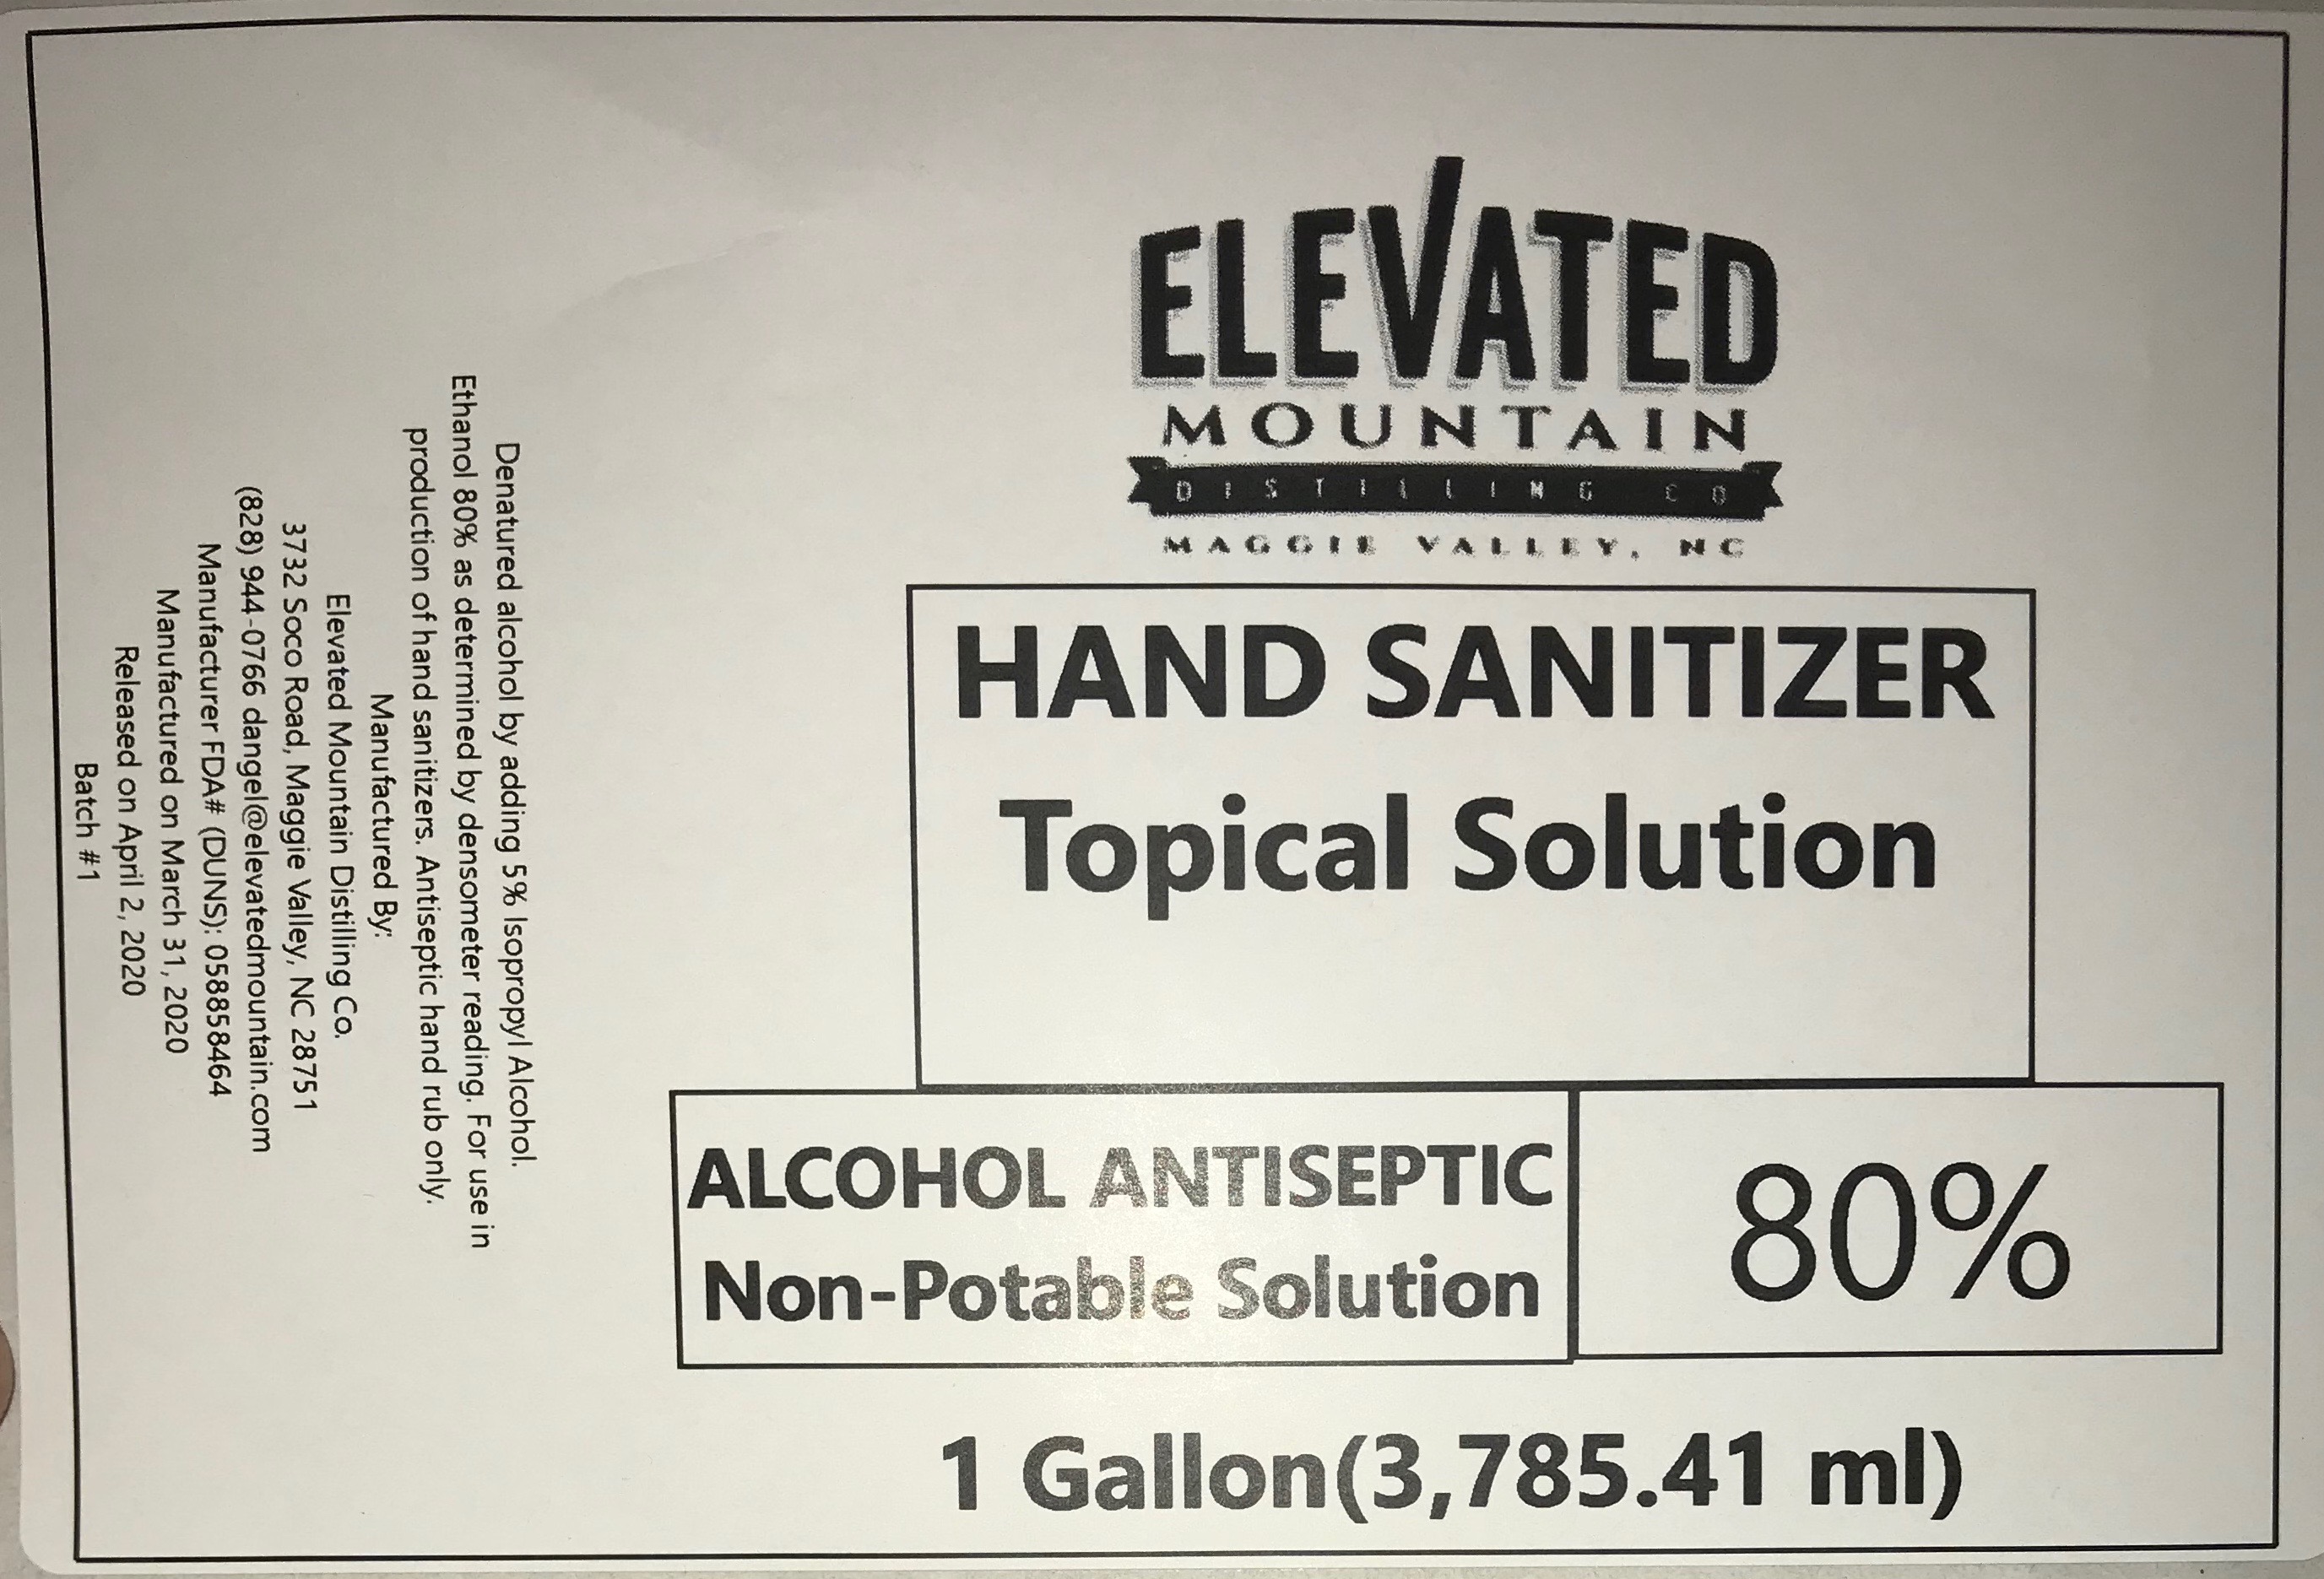 ELEVATED
MOUNTAIN
DISTILLING CO
MAGGIE VALLEY, NC
HAND SANITIZER
Topical Solution
ALCOHOL ANTISEPTIC
Non-Potable Solution
80%
1 Gallon(3,785.41 ml)
Denatured alcohol by adding 5% Isopropyl Alcohol.
Ethanol 80% as determined by densometer reading. For use in
production of hand sanitizers. Antiseptic hand rub only.
Manufactured By:
Elevated Mountain Distilling Co.
3732 Soco Road, Maggie Valley, NC 28751
(828) 944-0766 dangel@elevatedmountain.com
Manufacturer FDA# (DUNS): 058858464
Manufactured on March 31, 2020
Released on April 2, 2020
Batch #1